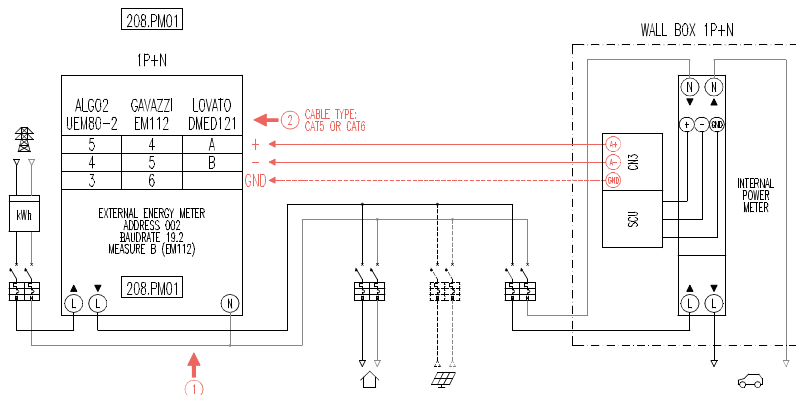 208.PM01
1P+N
WALL BOX 1P+N
ALGO2 GAVAZZI LOVATO
UEM80-2 EM112 DMED121
5 4 A
4 5 B
3 6
+
−
GND
2 CABLE TYPE:
CAT5 OR CAT6
A+
A−
GND
CN3
SCU
N N
+ − GND
INTERNAL
POWER
METER
kWh
EXTERNAL ENERGY METER
ADDRESS 002
BAUDRATE 19.2
MEASURE B (EM112)
208.PM01
L L N
L L
1